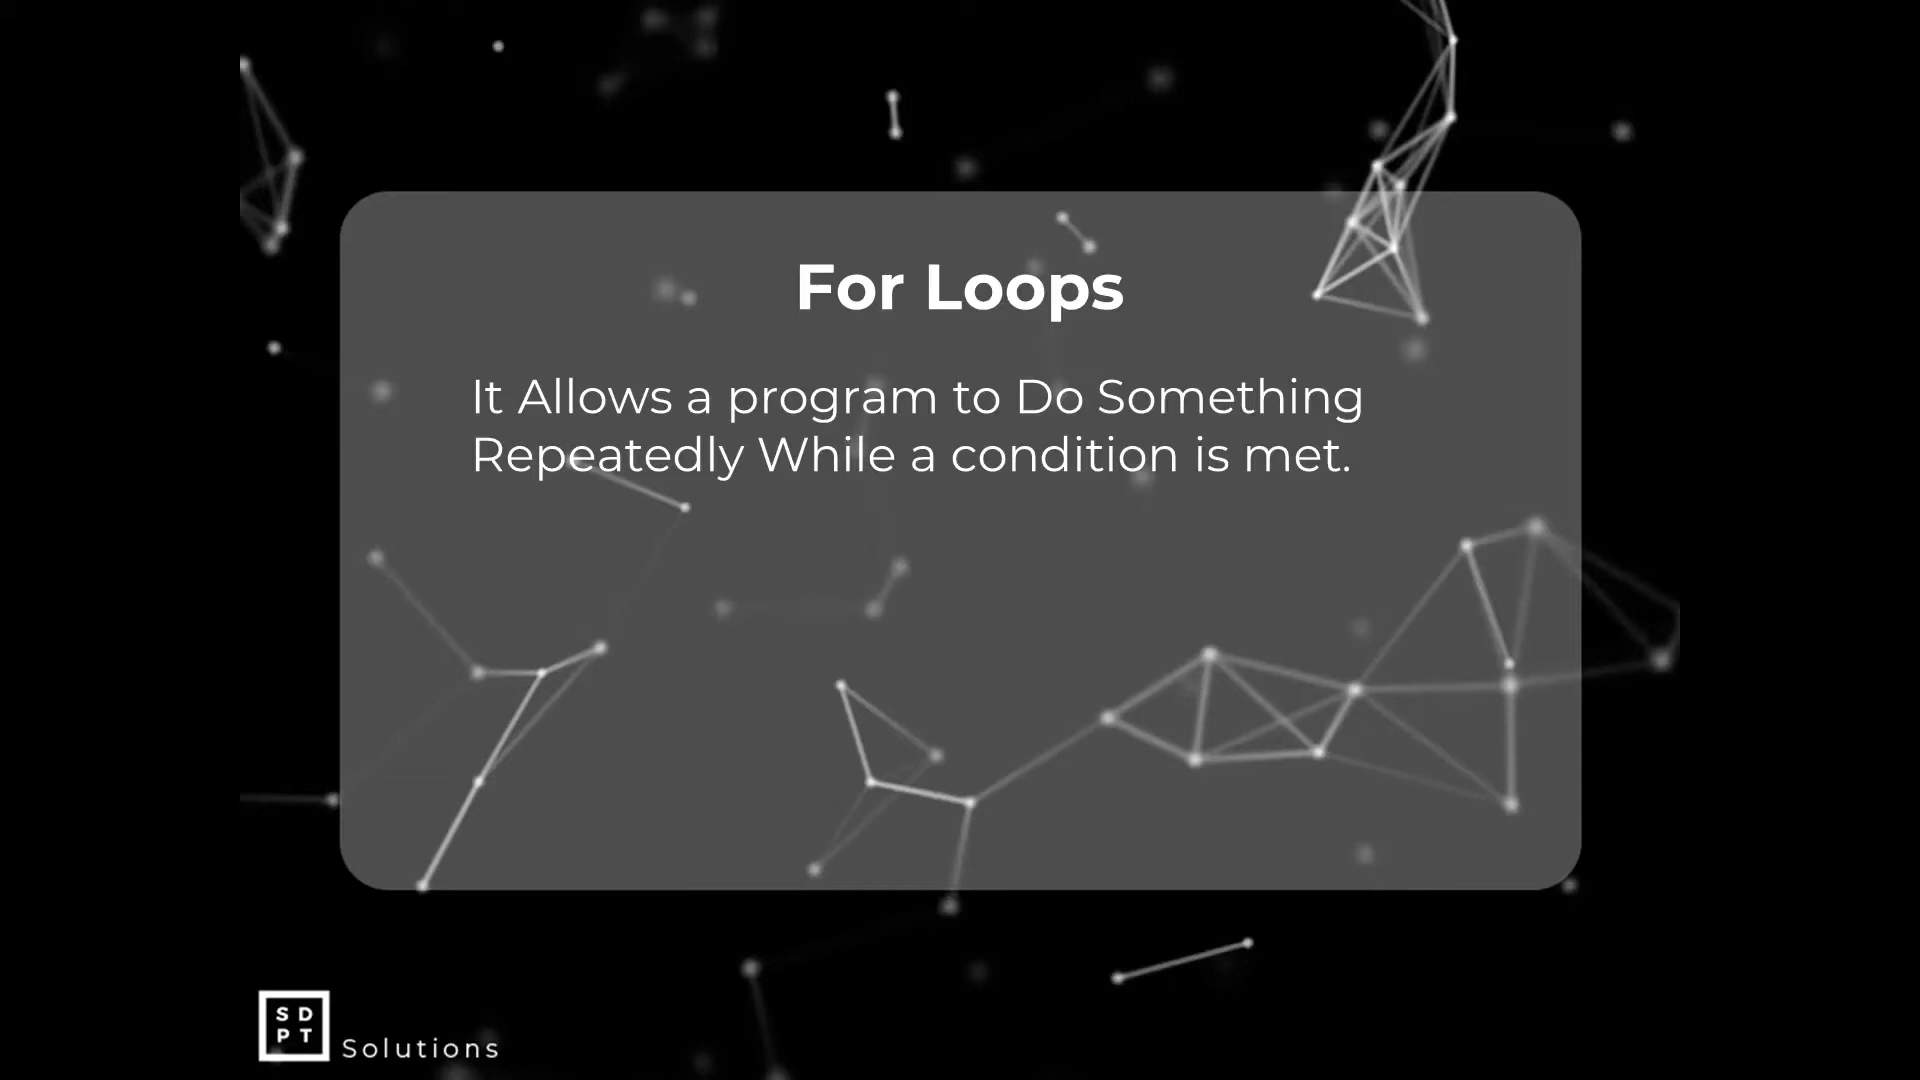 For Loops
It Allows a program to Do Something
Repeatedly While a condition is met.
S D
P T
Solutions